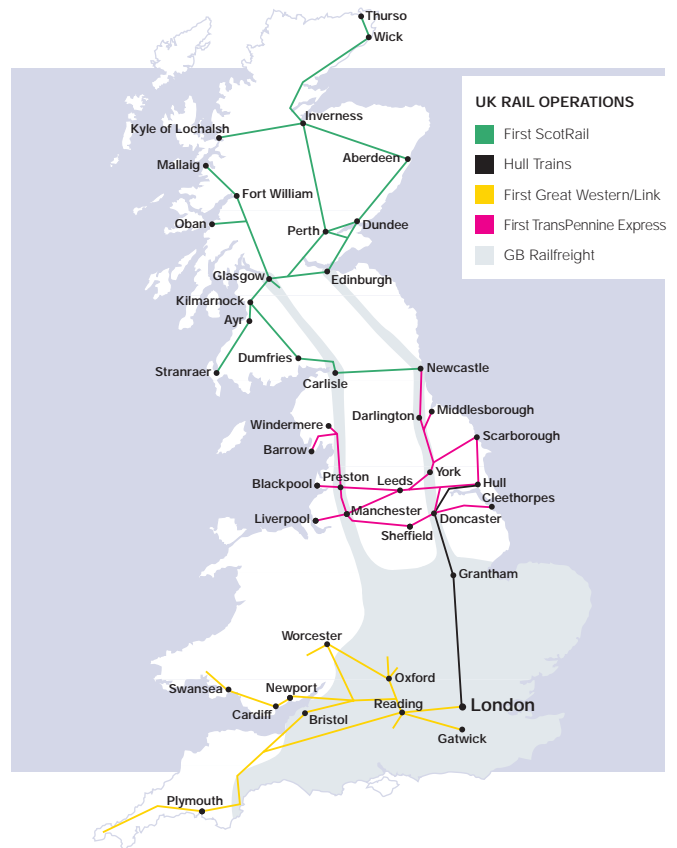 Thurso
Wick
UK RAIL OPERATIONS
First ScotRail
Hull Trains
First Great Western/Link
First TransPennine Express
GB Railfreight
Inverness
Kyle of Lochalsh
Aberdeen
Mallaig
Fort William
Oban
Perth
Dundee
Glasgow
Edinburgh
Kilmarnock
Ayr
Dumfries
Stranraer
Carlisle
Newcastle
Darlington
Middlesborough
Windermere
Scarborough
Barrow
York
Blackpool
Preston
Leeds
Hull
Cleethorpes
Liverpool
Manchester
Doncaster
Sheffield
Grantham
Worcester
Oxford
Swansea
Newport
Reading
London
Cardiff
Bristol
Gatwick
Plymouth